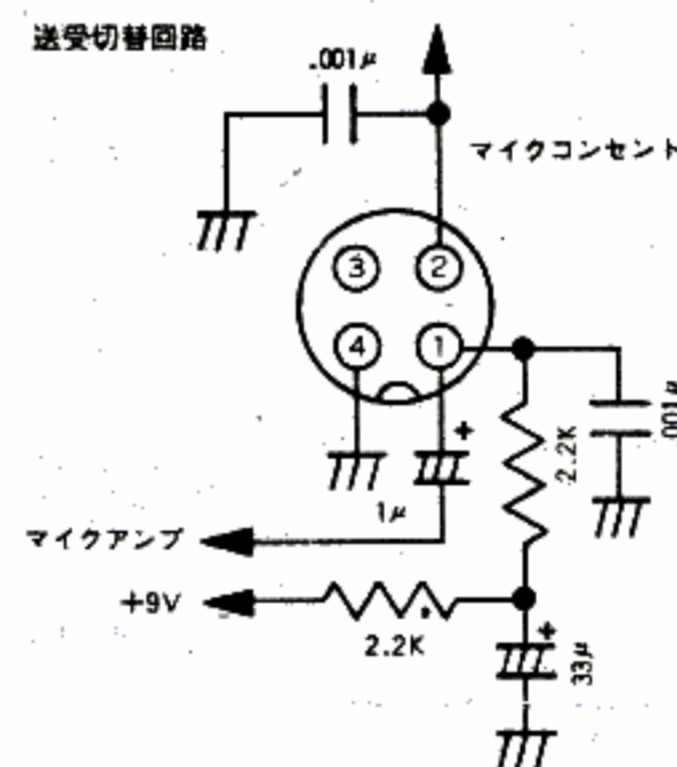 送受切替回路
.001μ
マイクコンセント
3
2
4
1
+
2.2K
.001μ
1μ
マイクアンプ
+9V
2.2K
+
33μ